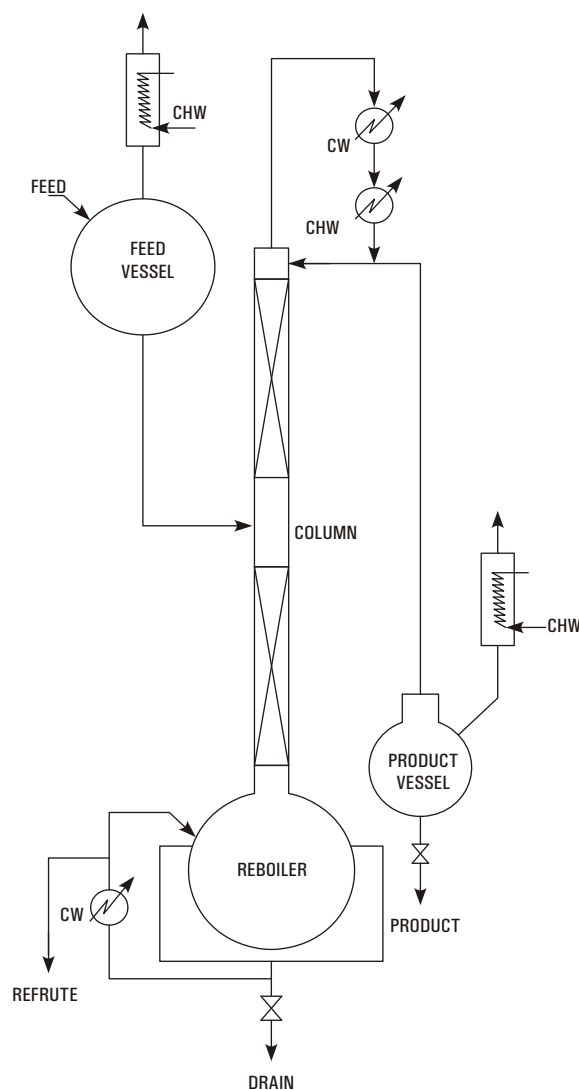 CHW
CW
FEED
FEED
VESSEL
CHW
COLUMN
CHW
PRODUCT
VESSEL
REBOILER
CW
PRODUCT
REFRUTE
DRAIN